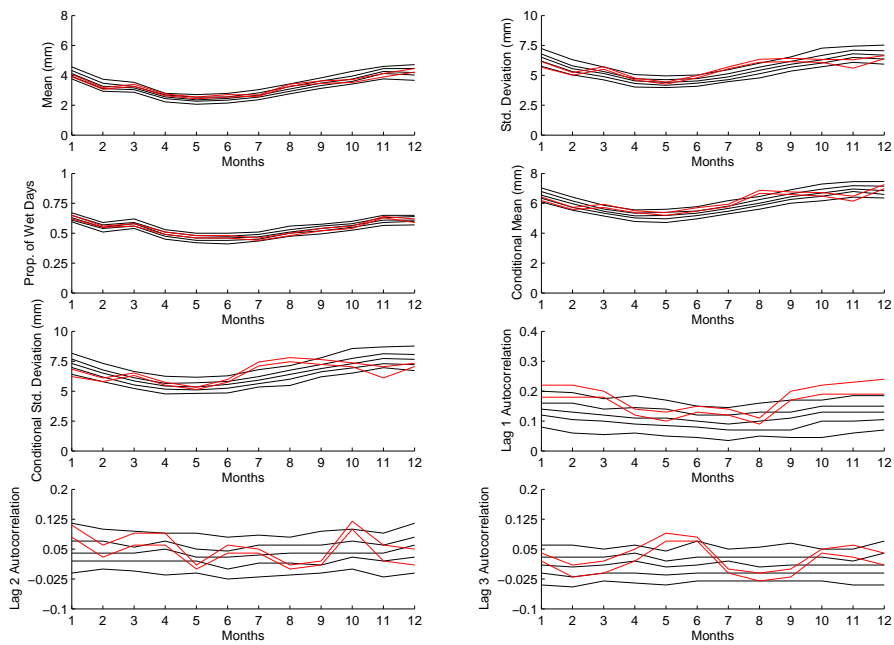 Mean (mm)
8
6
4
2
0
1 2 3 4 5 6 7 8 9 10 11 12
Months
Std. Deviation (mm)
10
7.5
5
2.5
0
1 2 3 4 5 6 7 8 9 10 11 12
Months
Prop. of Wet Days
1
0.75
0.5
0.25
0
1 2 3 4 5 6 7 8 9 10 11 12
Months
Conditional Mean (mm)
8
6
4
2
0
1 2 3 4 5 6 7 8 9 10 11 12
Months
Conditional Std. Deviation (mm)
10
7.5
5
2.5
0
1 2 3 4 5 6 7 8 9 10 11 12
Months
Lag 1 Autocorrelation
0.4
0.3
0.2
0.1
0
1 2 3 4 5 6 7 8 9 10 11 12
Months
Lag 2 Autocorrelation
0.2
0.125
0.05
−0.025
−0.1
1 2 3 4 5 6 7 8 9 10 11 12
Months
Lag 3 Autocorrelation
0.2
0.125
0.05
−0.025
−0.1
1 2 3 4 5 6 7 8 9 10 11 12
Months